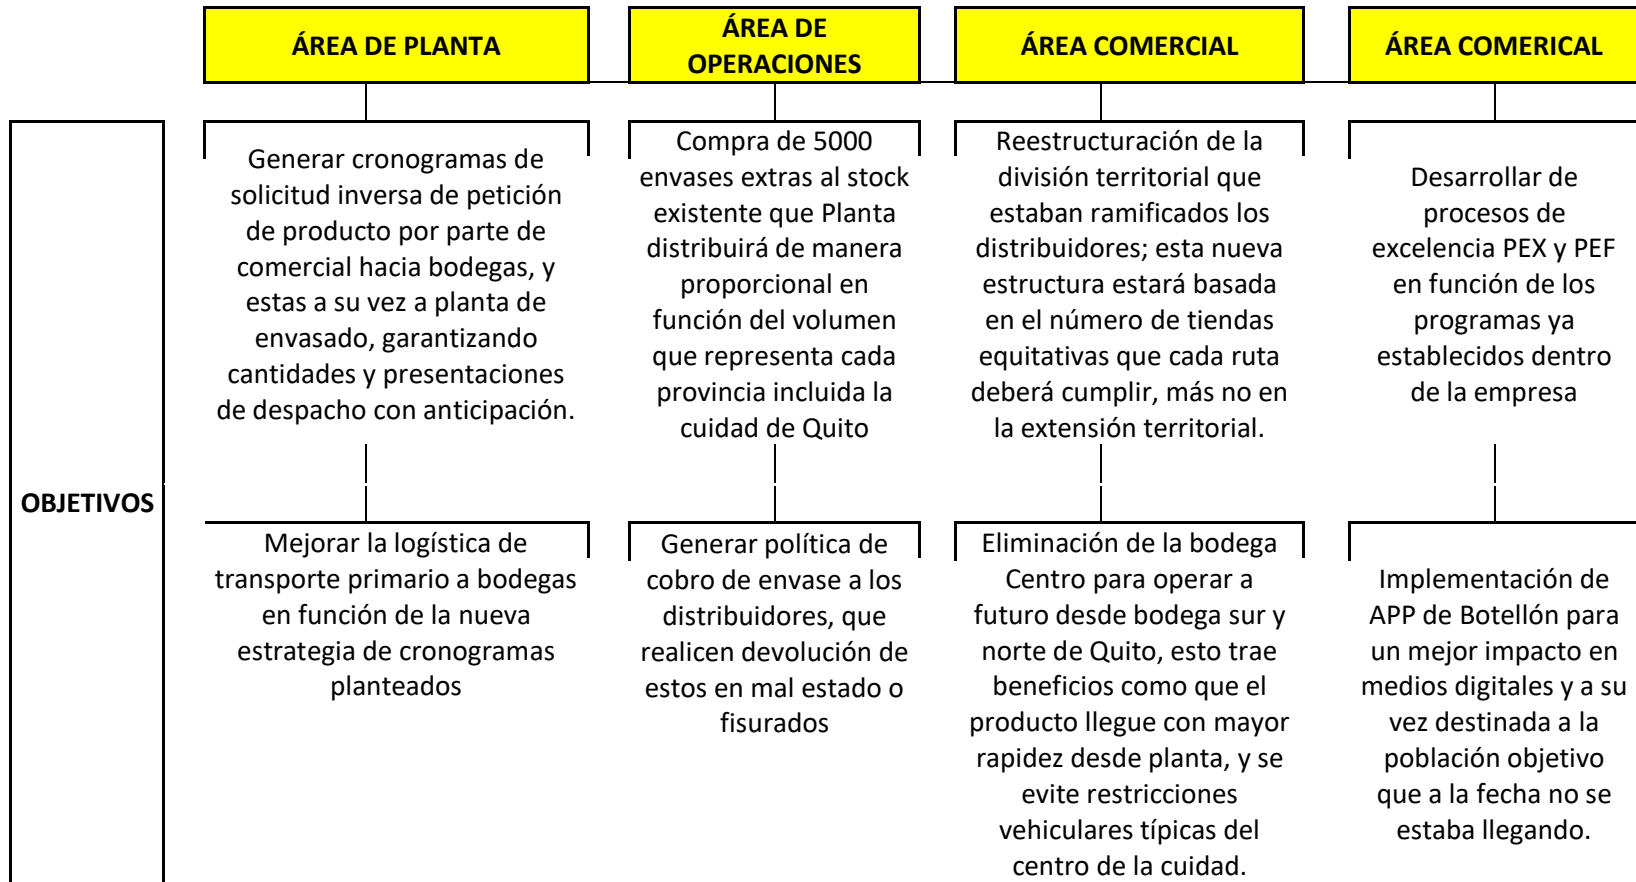 ÁREA DE PLANTA
ÁREA DE
OPERACIONES
ÁREA COMERCIAL
ÁREA COMERICAL
OBJETIVOS
Generar cronogramas de
solicitud inversa de petición
de producto por parte de
comercial hacia bodegas, y
estas a su vez a planta de
envasado, garantizando
cantidades y presentaciones
de despacho con anticipación.
Compra de 5000
envases extras al stock
existente que Planta
distribuirá de manera
proporcional en
función del volumen
que representa cada
provincia incluida la
cuidad de Quito
Reestructuración de la
división territorial que
estaban ramificados los
distribuidores; esta nueva
estructura estará basada
en el número de tiendas
equitativas que cada ruta
deberá cumplir, más no en
la extensión territorial.
Desarrollar de
procesos de
excelencia PEX y PEF
en función de los
programas ya
establecidos dentro
de la empresa
Mejorar la logística de
transporte primario a bodegas
en función de la nueva
estrategia de cronogramas
planteados
Generar política de
cobro de envase a los
distribuidores, que
realicen devolución de
estos en mal estado o
fisurados
Eliminación de la bodega
Centro para operar a
futuro desde bodega sur y
norte de Quito, esto trae
beneficios como que el
producto llegue con mayor
rapidez desde planta, y se
evite restricciones
vehiculares típicas del
centro de la cuidad.
Implementación de
APP de Botellón para
un mejor impacto en
medios digitales y a su
vez destinada a la
población objetivo
que a la fecha no se
estaba llegando.